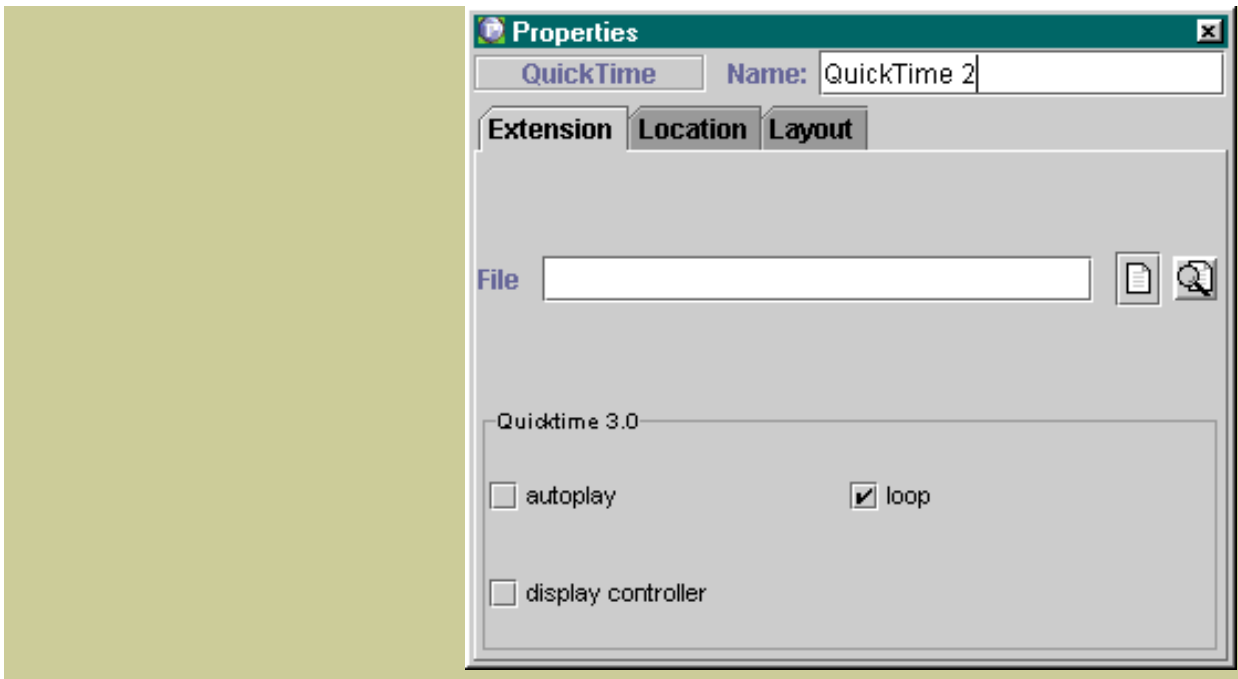 Properties
QuickTime Name: QuickTime 2
Extension Location Layout
File
Quicktime 3.0
autoplay loop
display controller